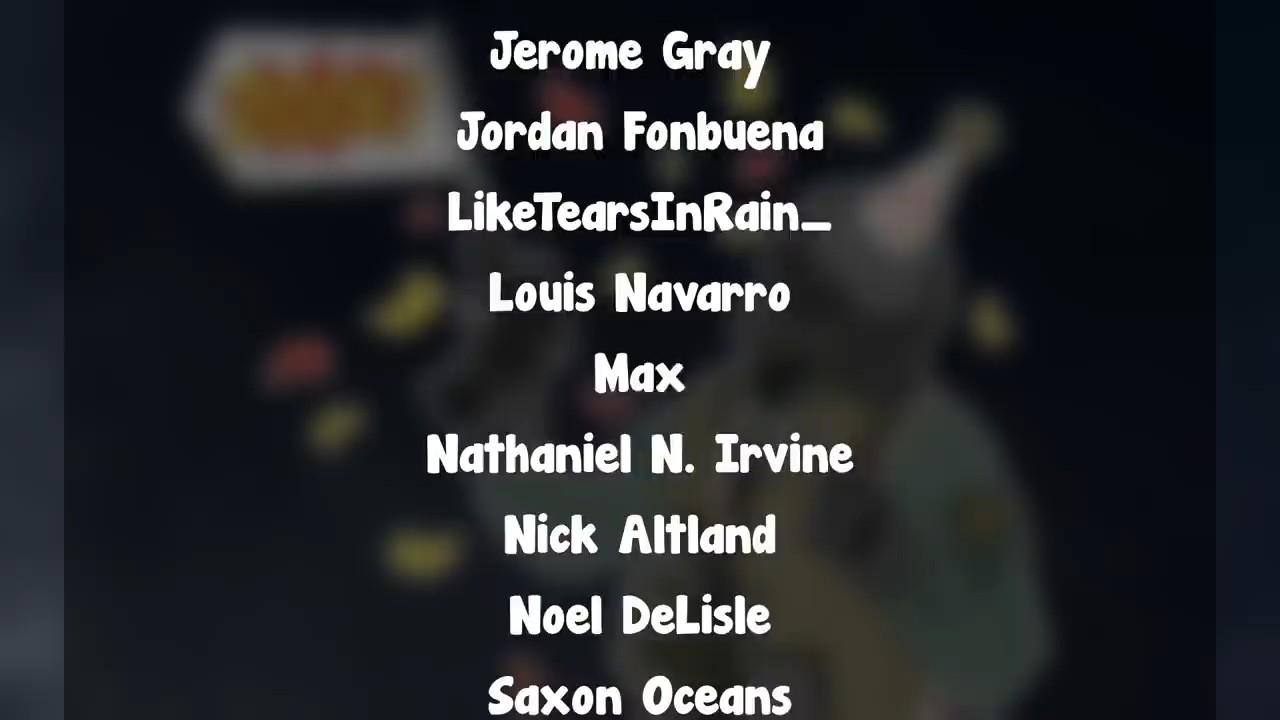 Jerome Gray
Jordan Fonbuena
LikeTearsInRain_
Louis Navarro
Max
Nathaniel N. Irvine
Nick Altland
Noel DeLisle
Saxon Oceans